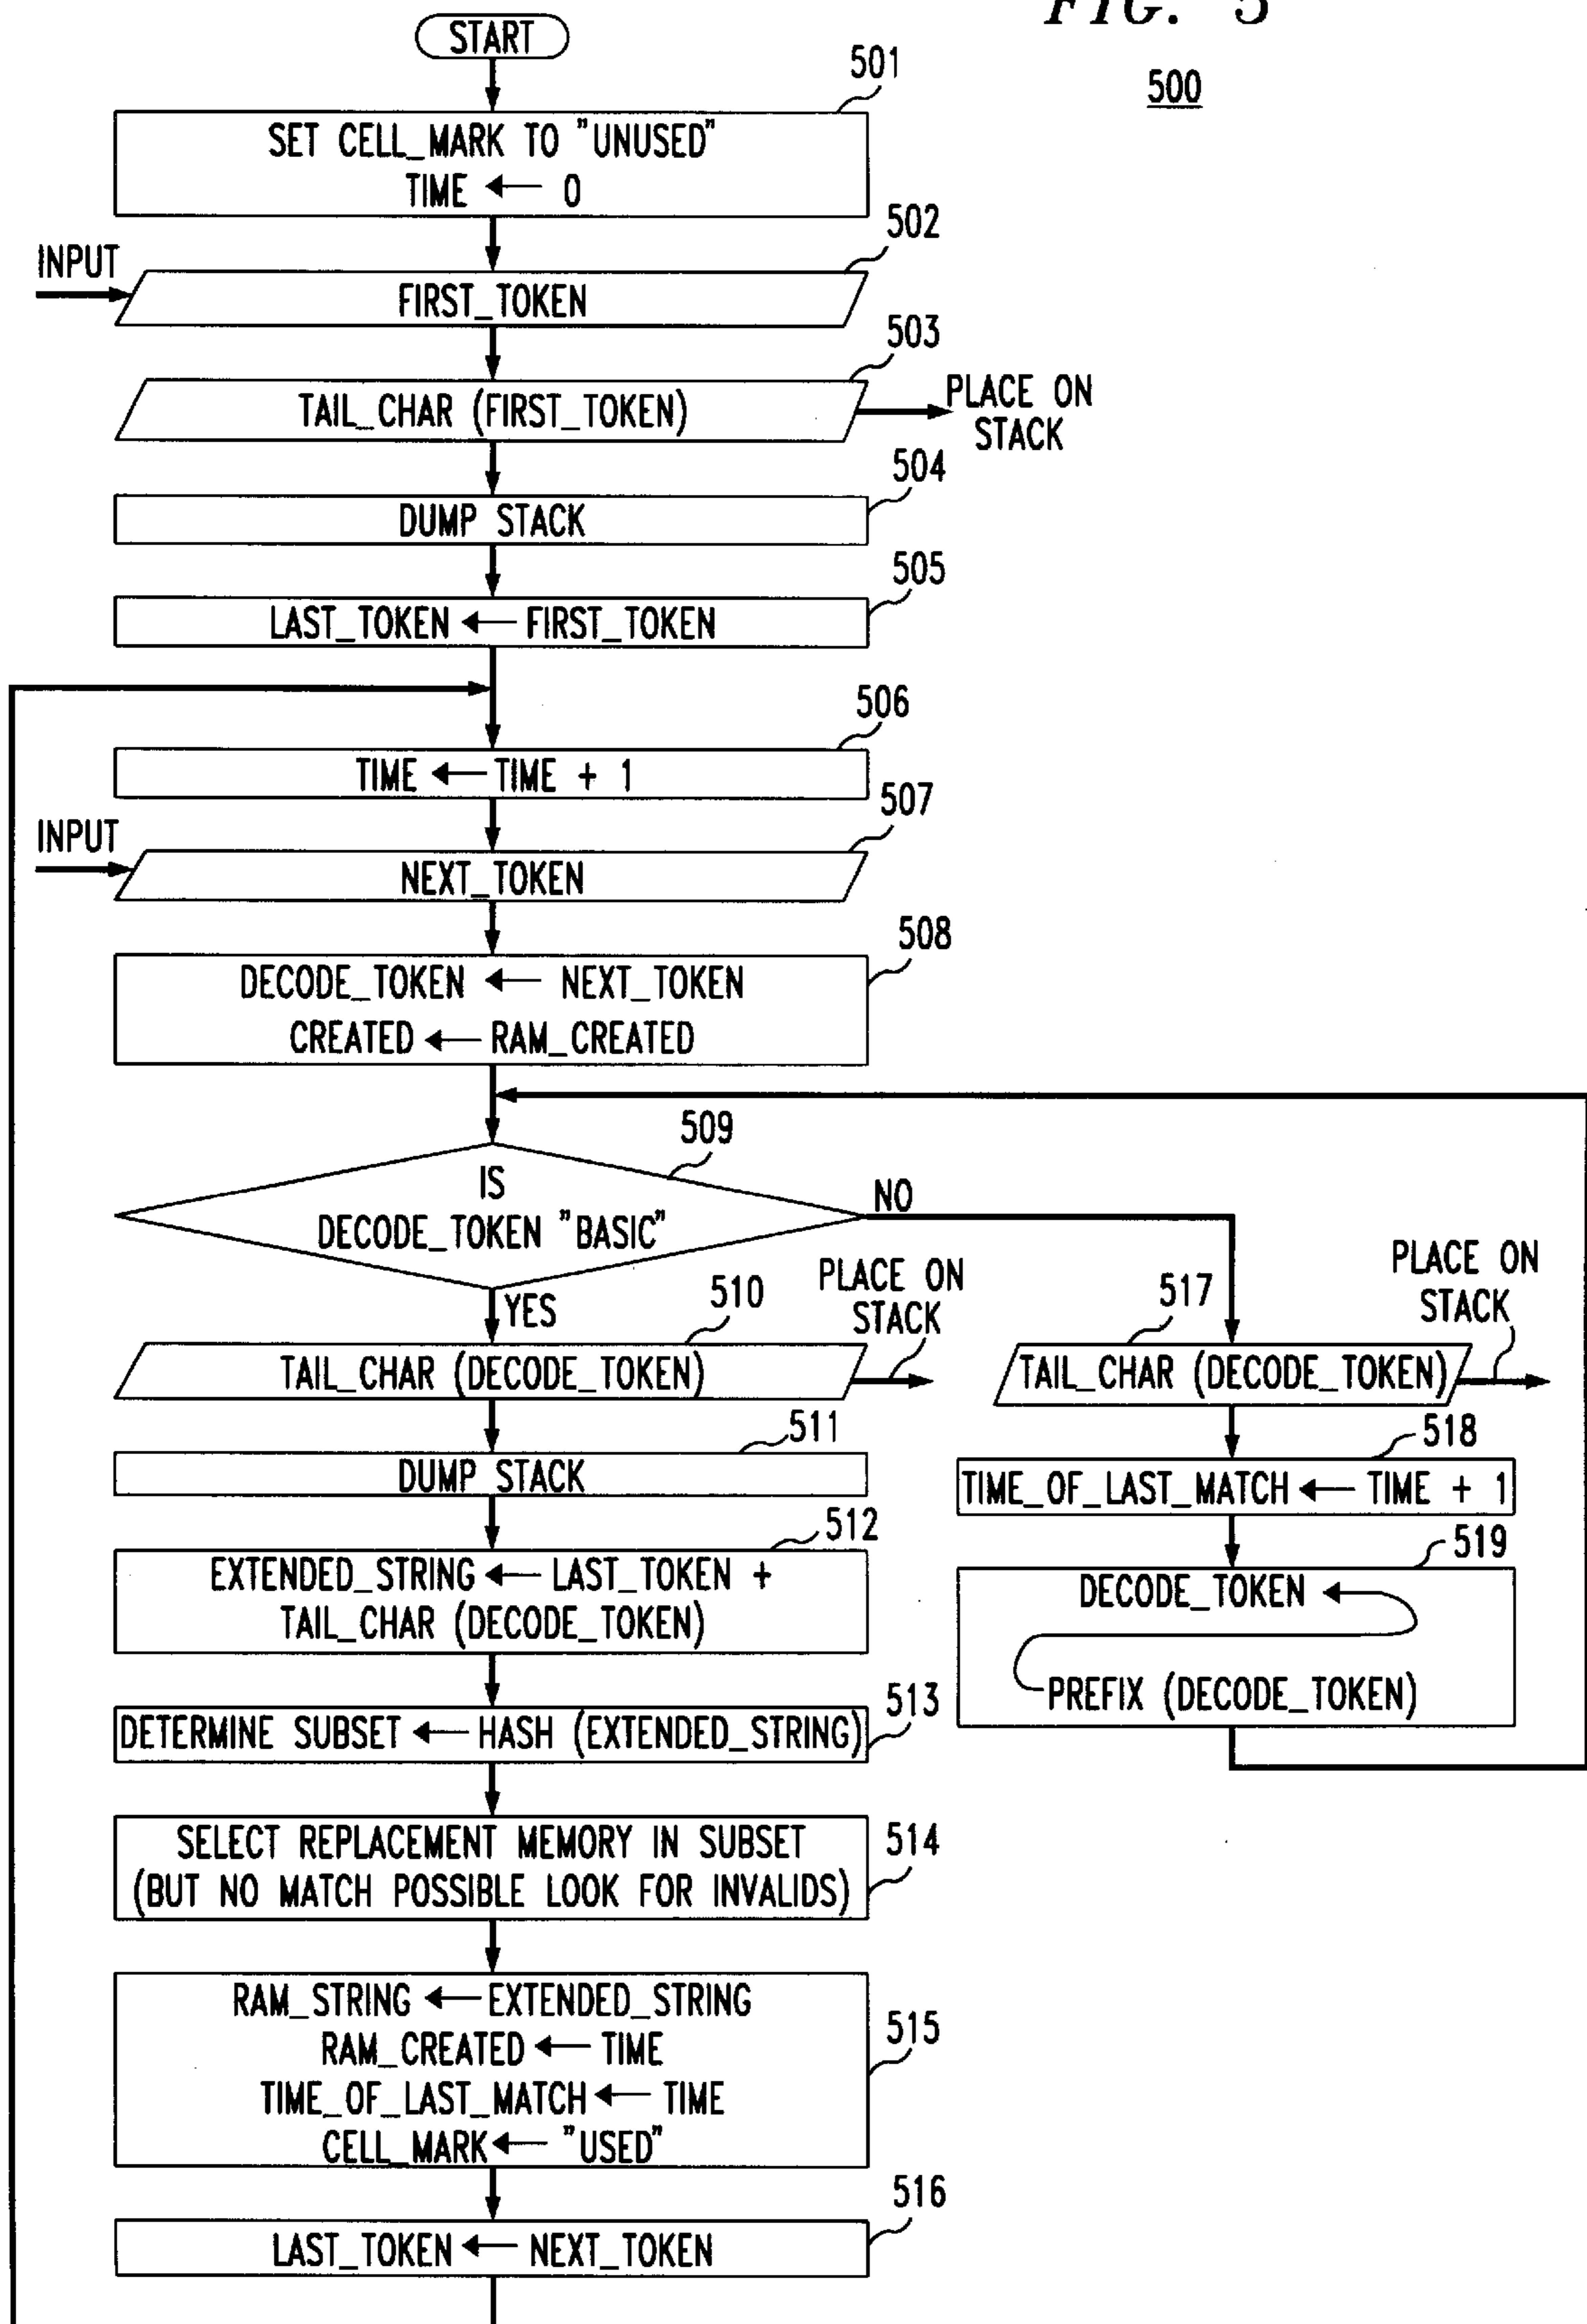 FIG. 5
500
START
501
SET CELL_MARK TO "UNUSED"
TIME ← 0
502
INPUT
FIRST_TOKEN
503
TAIL_CHAR (FIRST_TOKEN)
PLACE ON
STACK
504
DUMP STACK
505
LAST_TOKEN ← FIRST_TOKEN
506
TIME ← TIME + 1
507
INPUT
NEXT_TOKEN
508
DECODE_TOKEN ← NEXT_TOKEN
CREATED ← RAM_CREATED
509
IS
DECODE_TOKEN "BASIC"
NO
YES
510
PLACE ON
STACK
TAIL_CHAR (DECODE_TOKEN)
517
PLACE ON
STACK
TAIL_CHAR (DECODE_TOKEN)
511
DUMP STACK
518
TIME_OF_LAST_MATCH ← TIME + 1
512
EXTENDED_STRING ← LAST_TOKEN +
TAIL_CHAR (DECODE_TOKEN)
519
DECODE_TOKEN
PREFIX (DECODE_TOKEN)
513
DETERMINE SUBSET ← HASH (EXTENDED_STRING)
514
SELECT REPLACEMENT MEMORY IN SUBSET
(BUT NO MATCH POSSIBLE LOOK FOR INVALIDS)
515
RAM_STRING ← EXTENDED_STRING
RAM_CREATED ← TIME
TIME_OF_LAST_MATCH ← TIME
CELL_MARK ← "USED"
516
LAST_TOKEN ← NEXT_TOKEN